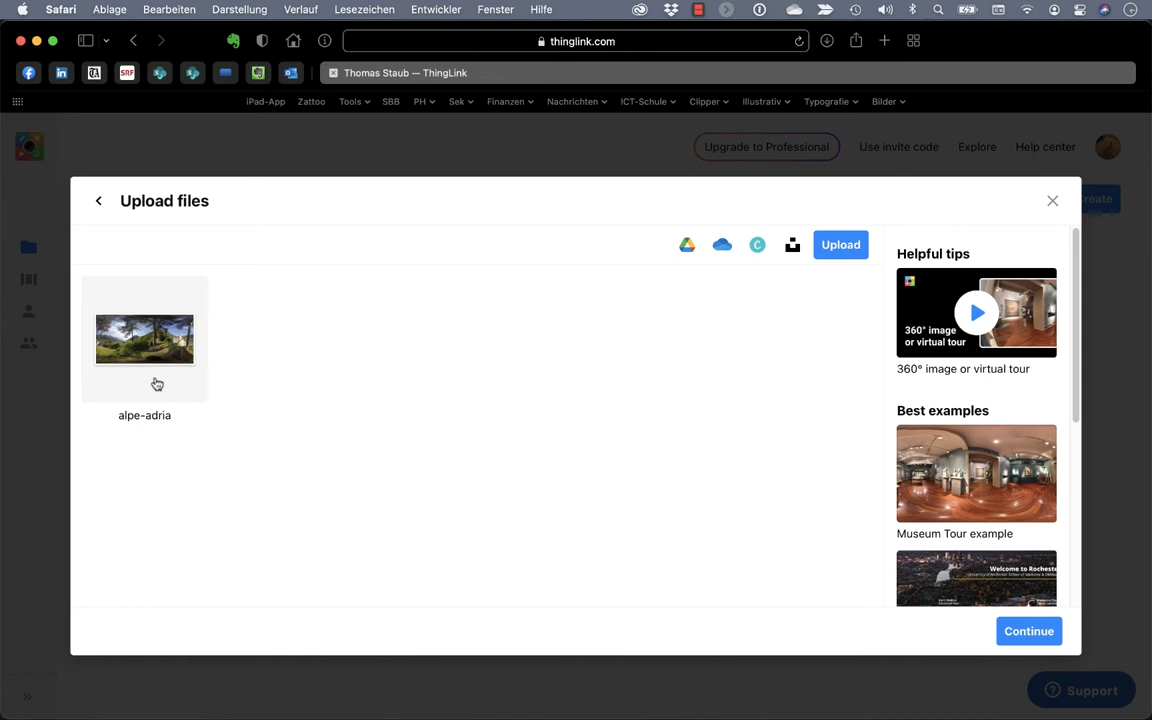 Safari Ablage Bearbeiten Darstellung Verlauf Lesezeichen Entwickler Fenster Hilfe
thinglink.com
SRF
Thomas Staub — ThingLink
iPad-App Zattoo Tools SBB PH Sek Finanzen Nachrichten ICT-Schule Clipper Illustrativ Typografie Bilder
Upgrade to Professional Use invite code Explore Help center
Create
Upload files
Upload
Helpful tips
360° image
or virtual tour
360° image or virtual tour
alpe-adria
Best examples
Museum Tour example
Welcome to Rocheste
Continue
Support